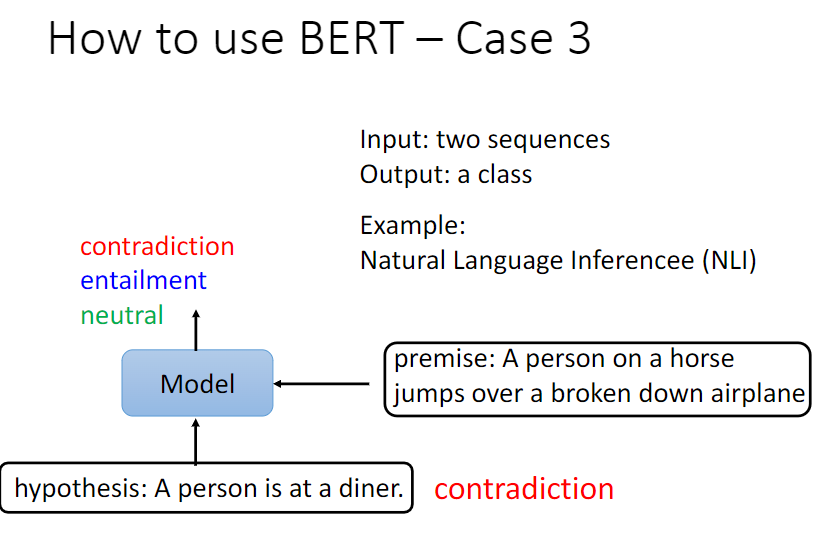 How to use BERT – Case 3
Input: two sequences
Output: a class
Example:
Natural Language Inferencee (NLI)
contradiction
entailment
neutral
Model
premise: A person on a horse
jumps over a broken down airplane
hypothesis: A person is at a diner.
contradiction